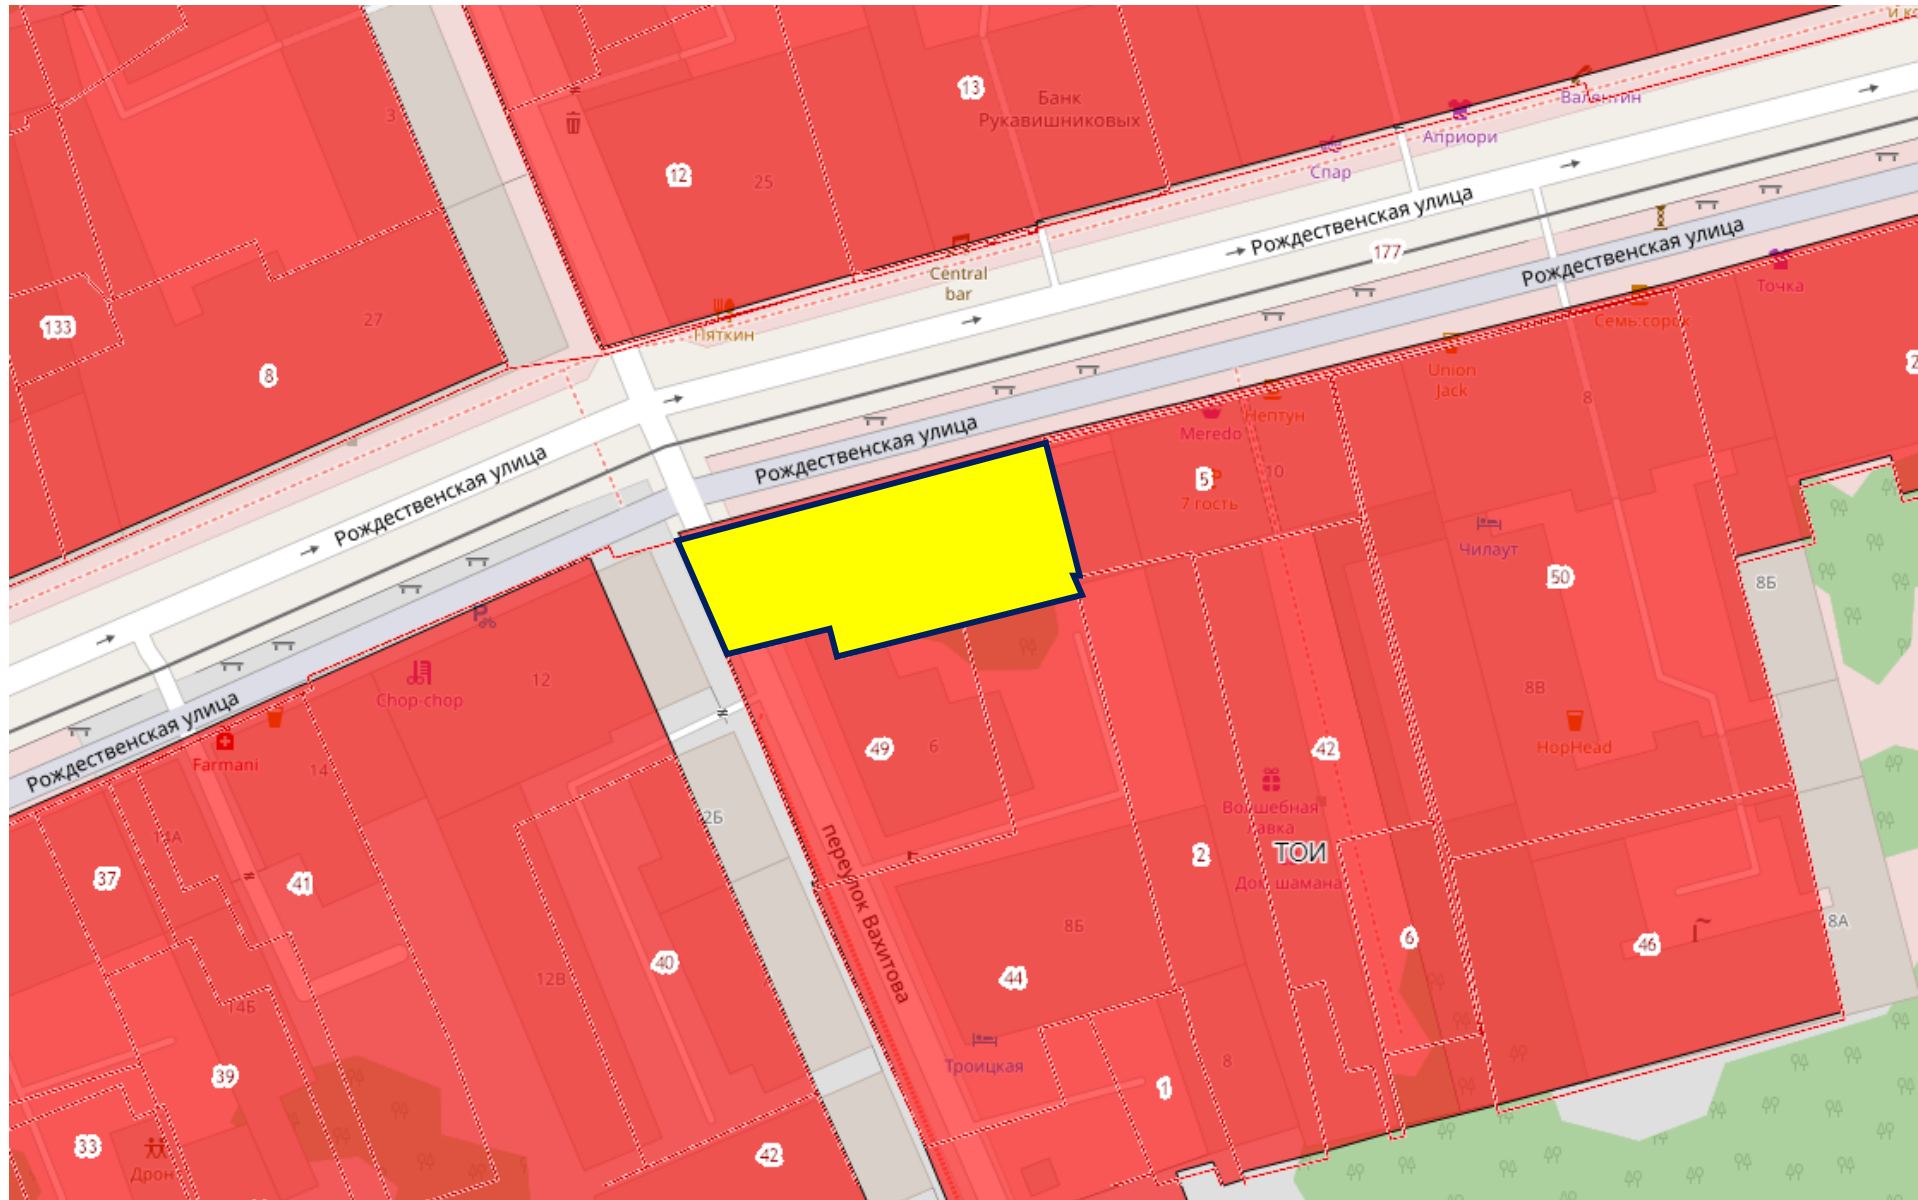 и ко
13
Банк
Рукавишниковых
Валентин
3
Априори
Спар
12
25
Рождественская улица
177
Рождественская улица
Central
bar
Точка
133
27
Пяткин
Семь:сорок
8
Union
Jack
2
8
Нептун
Meredo
Рождественская улица
5
10
7 гость
Рождественская улица
Чилаут
50
8Б
12
Chop-chop
8В
Рождественская улица
49
6
42
HopHead
Farmani
14
Волшебная
лавка
14А
2Б
переулок Вахитова
37
41
2
ТОИ
Дом шамана
8Б
8А
6
46
40
44
12В
14Б
Троицкая
39
8
1
33
42
Дрон